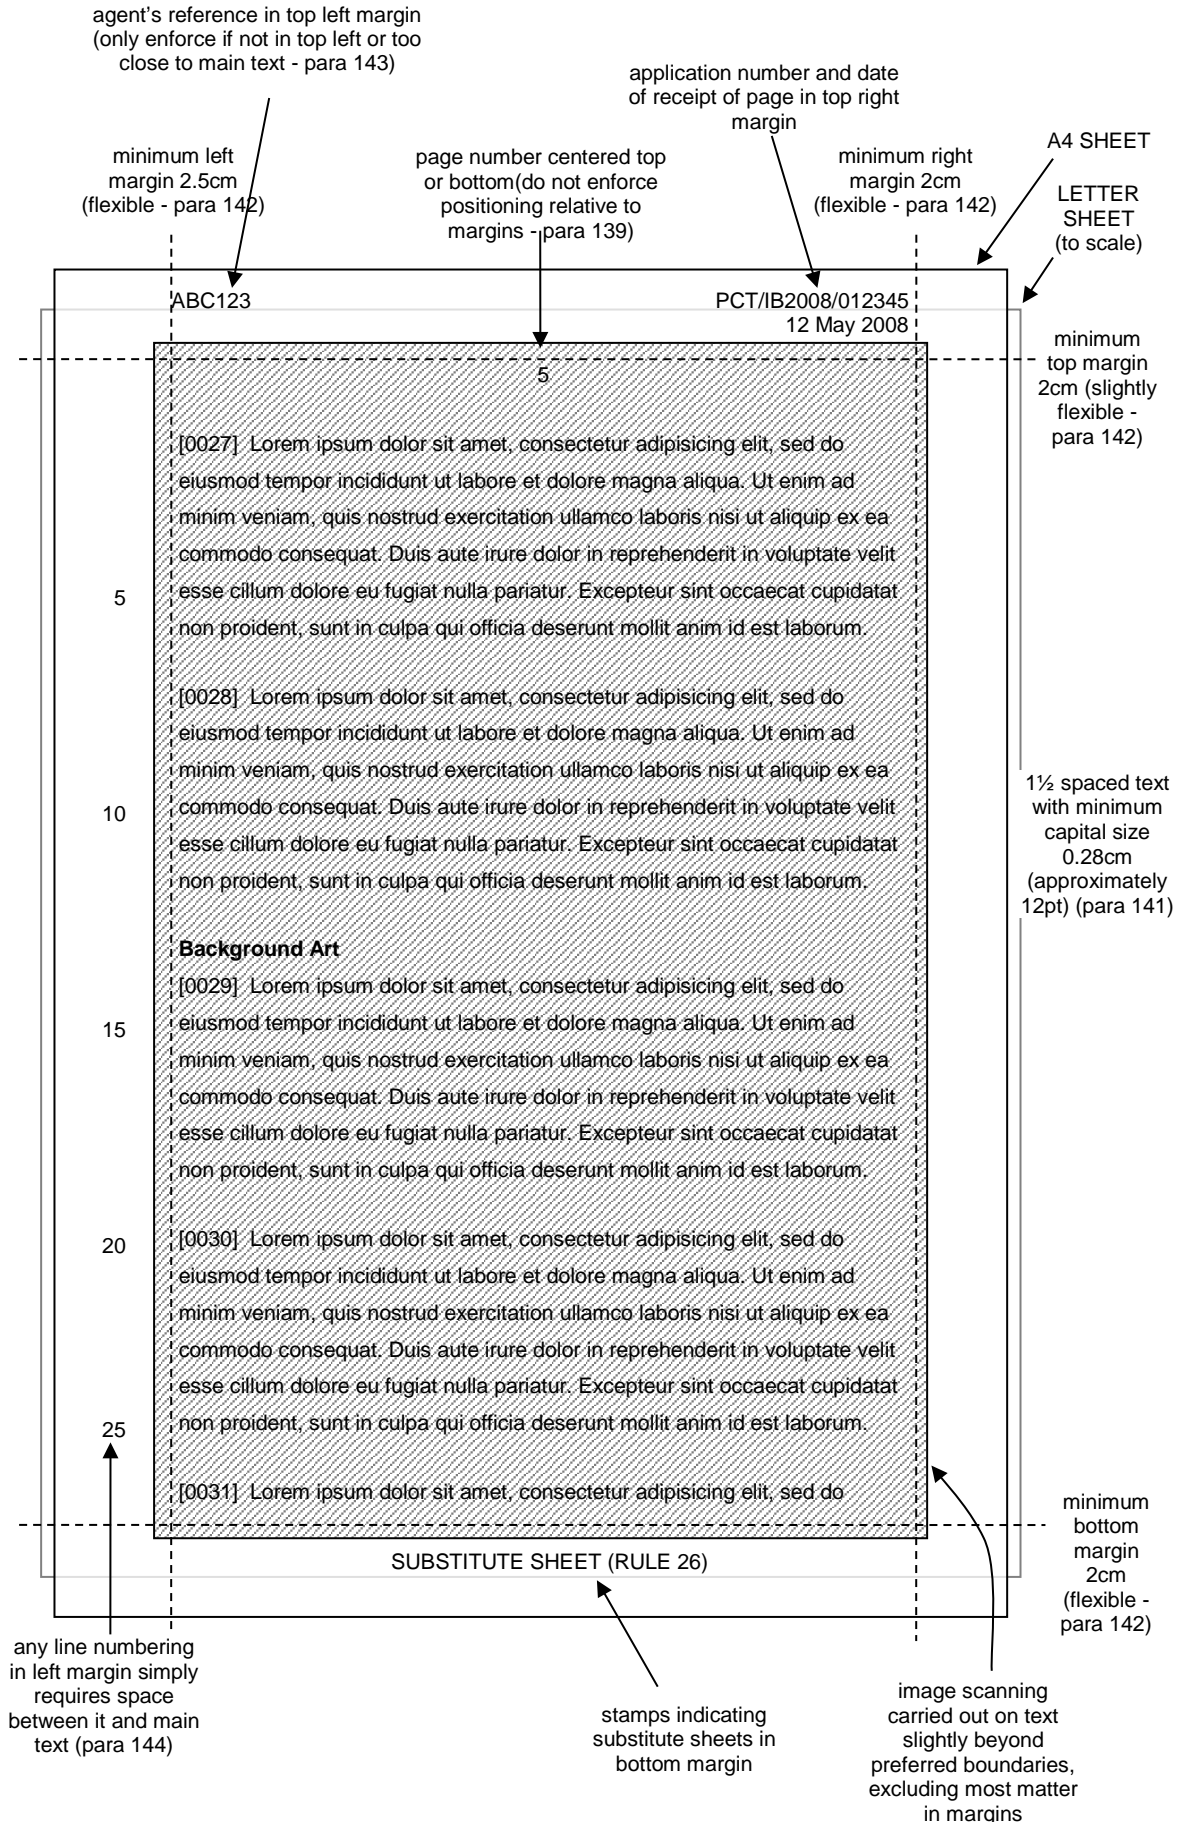 agent’s reference in top left margin
(only enforce if not in top left or too
close to main text - para 143)
application number and date
of receipt of page in top right
margin
minimum left
margin 2.5cm
(flexible - para 142)
page number centered top
or bottom(do not enforce
positioning relative to
margins - para 139)
minimum right
margin 2cm
(flexible - para 142)
A4 SHEET
LETTER
SHEET
(to scale)
ABC123
PCT/IB2008/012345
12 May 2008
minimum
top margin
2cm (slightly
flexible -
para 142)
5
[0027] Lorem ipsum dolor sit amet, consectetur adipisicing elit, sed do
eiusmod tempor incididunt ut labore et dolore magna aliqua. Ut enim ad
minim veniam, quis nostrud exercitation ullamco laboris nisi ut aliquip ex ea
commodo consequat. Duis aute irure dolor in reprehenderit in voluptate velit
5
esse cillum dolore eu fugiat nulla pariatur. Excepteur sint occaecat cupidatat
non proident, sunt in culpa qui officia deserunt mollit anim id est laborum.
[0028] Lorem ipsum dolor sit amet, consectetur adipisicing elit, sed do
eiusmod tempor incididunt ut labore et dolore magna aliqua. Ut enim ad
minim veniam, quis nostrud exercitation ullamco laboris nisi ut aliquip ex ea
10
commodo consequat. Duis aute irure dolor in reprehenderit in voluptate velit
esse cillum dolore eu fugiat nulla pariatur. Excepteur sint occaecat cupidatat
non proident, sunt in culpa qui officia deserunt mollit anim id est laborum.
1½ spaced text
with minimum
capital size
0.28cm
(approximately
12pt) (para 141)
Background Art
[0029] Lorem ipsum dolor sit amet, consectetur adipisicing elit, sed do
15
eiusmod tempor incididunt ut labore et dolore magna aliqua. Ut enim ad
minim veniam, quis nostrud exercitation ullamco laboris nisi ut aliquip ex ea
commodo consequat. Duis aute irure dolor in reprehenderit in voluptate velit
esse cillum dolore eu fugiat nulla pariatur. Excepteur sint occaecat cupidatat
non proident, sunt in culpa qui officia deserunt mollit anim id est laborum.
20
[0030] Lorem ipsum dolor sit amet, consectetur adipisicing elit, sed do
eiusmod tempor incididunt ut labore et dolore magna aliqua. Ut enim ad
minim veniam, quis nostrud exercitation ullamco laboris nisi ut aliquip ex ea
commodo consequat. Duis aute irure dolor in reprehenderit in voluptate velit
esse cillum dolore eu fugiat nulla pariatur. Excepteur sint occaecat cupidatat
25
non proident, sunt in culpa qui officia deserunt mollit anim id est laborum.
[0031] Lorem ipsum dolor sit amet, consectetur adipisicing elit, sed do
minimum
bottom
margin
2cm
(flexible -
para 142)
SUBSTITUTE SHEET (RULE 26)
any line numbering
in left margin simply
requires space
between it and main
text (para 144)
stamps indicating
substitute sheets in
bottom margin
image scanning
carried out on text
slightly beyond
preferred boundaries,
excluding most matter
in margins